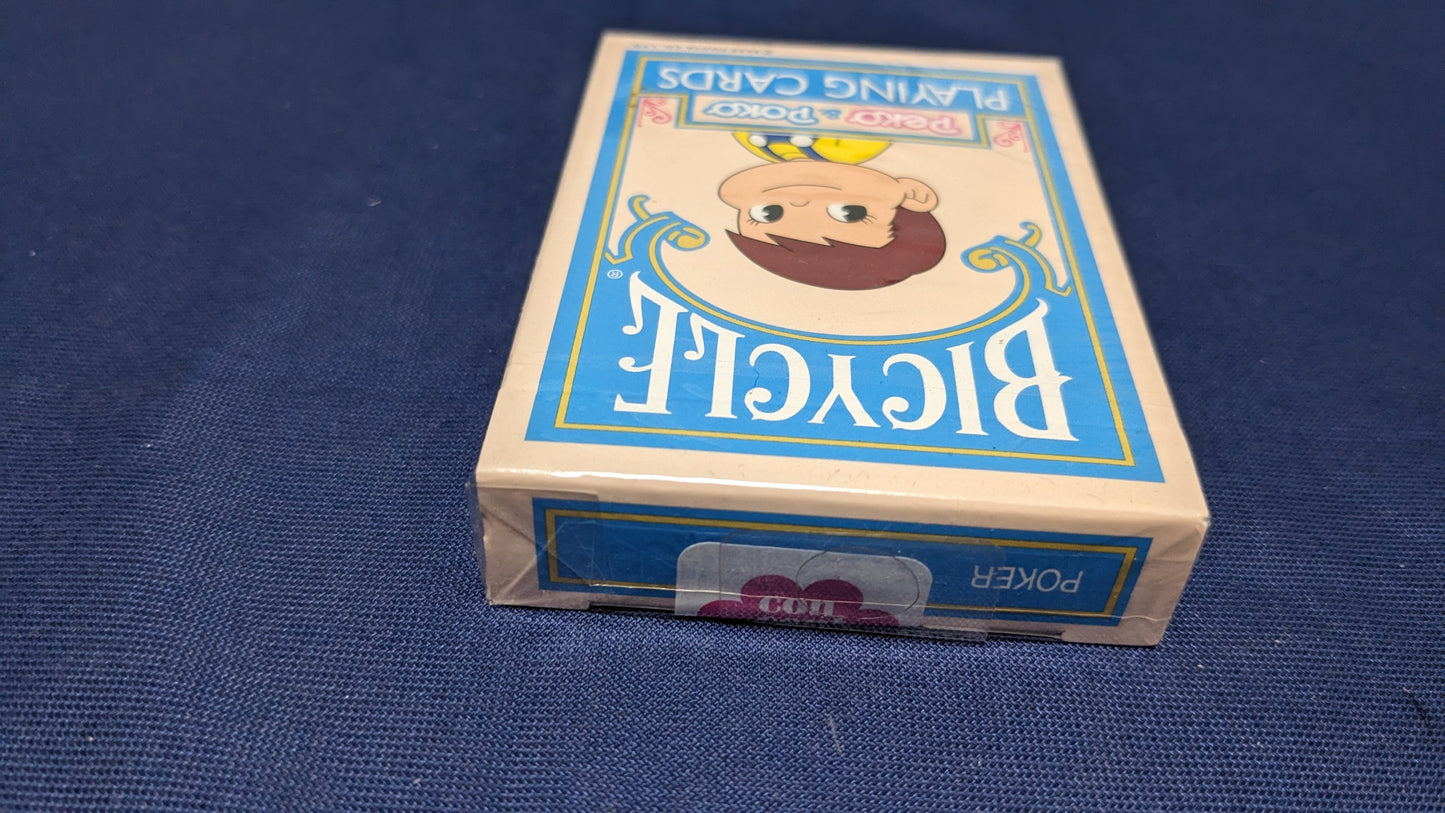 BICYCLE
®
Peko & Poko
PLAYING CARDS
POKER